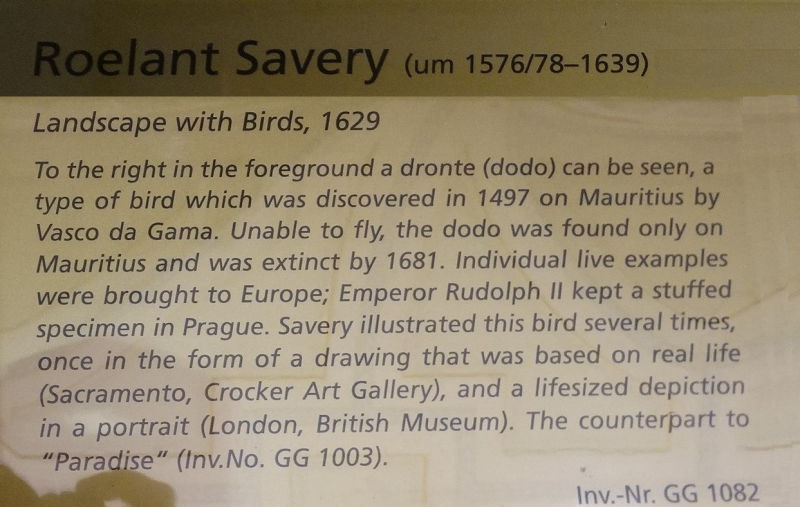 Roelant Savery (um 1576/78–1639)
Landscape with Birds, 1629
To the right in the foreground a dronte (dodo) can be seen, a
type of bird which was discovered in 1497 on Mauritius by
Vasco da Gama. Unable to fly, the dodo was found only on
Mauritius and was extinct by 1681. Individual live examples
were brought to Europe; Emperor Rudolph II kept a stuffed
specimen in Prague. Savery illustrated this bird several times,
once in the form of a drawing that was based on real life
(Sacramento, Crocker Art Gallery), and a lifesized depiction
in a portrait (London, British Museum). The counterpart to
“Paradise“ (Inv.No. GG 1003).
Inv.-Nr. GG 1082